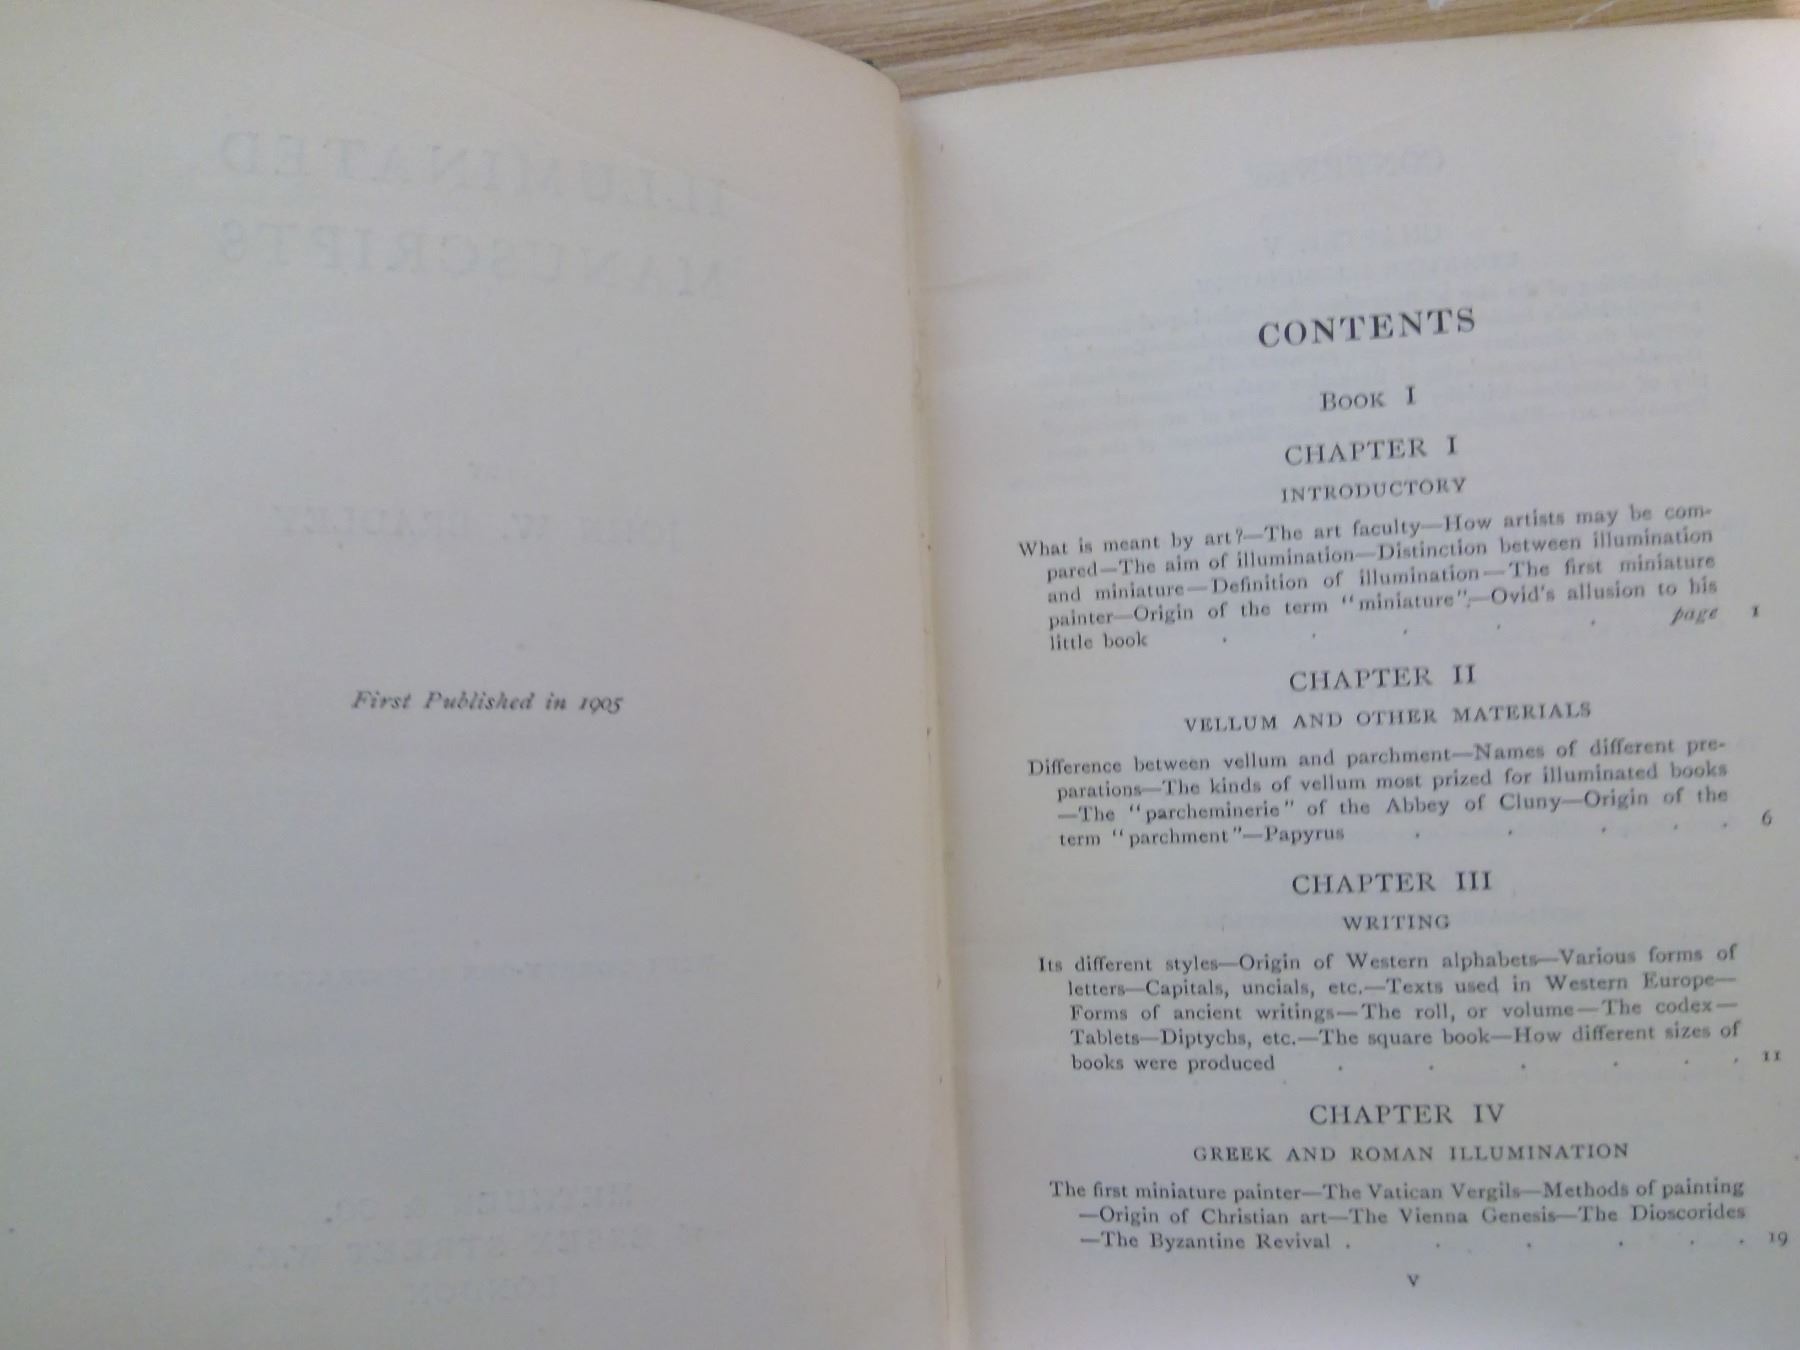 First Published in 1905
CONTENTS
BOOK I
CHAPTER I
INTRODUCTORY
What is meant by art?—The art faculty—How artists may be com-
pared—The aim of illumination—Distinction between illumination
and miniature—Definition of illumination—The first miniature
painter—Origin of the term "miniature"—Ovid's allusion to his
little book . . . . . page 1
CHAPTER II
VELLUM AND OTHER MATERIALS
Difference between vellum and parchment—Names of different pre-
parations—The kinds of vellum most prized for illuminated books
—The "parcheminerie" of the Abbey of Cluny—Origin of the
term "parchment"—Papyrus . . . . . 6
CHAPTER III
WRITING
Its different styles—Origin of Western alphabets—Various forms of
letters—Capitals, uncials, etc.—Texts used in Western Europe—
Forms of ancient writings—The roll, or volume—The codex—
Tablets—Diptychs, etc.—The square book—How different sizes of
books were produced . . . . . . 11
CHAPTER IV
GREEK AND ROMAN ILLUMINATION
The first miniature painter—The Vatican Vergils—Methods of painting
—Origin of Christian art—The Vienna Genesis—The Dioscorides
—The Byzantine Revival . . . . . . 19
v